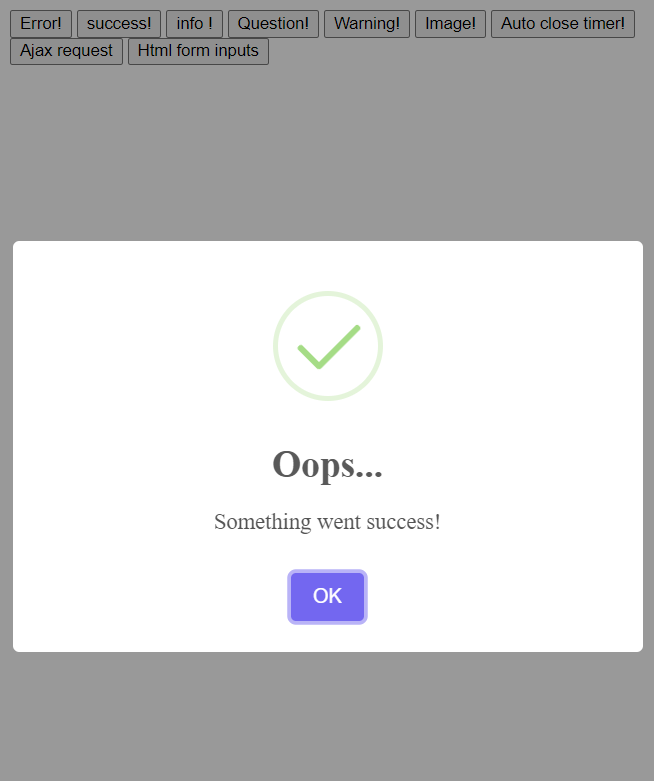 Error! success! info ! Question! Warning! Image! Auto close timer!
Ajax request Html form inputs
Oops...
Something went success!
OK